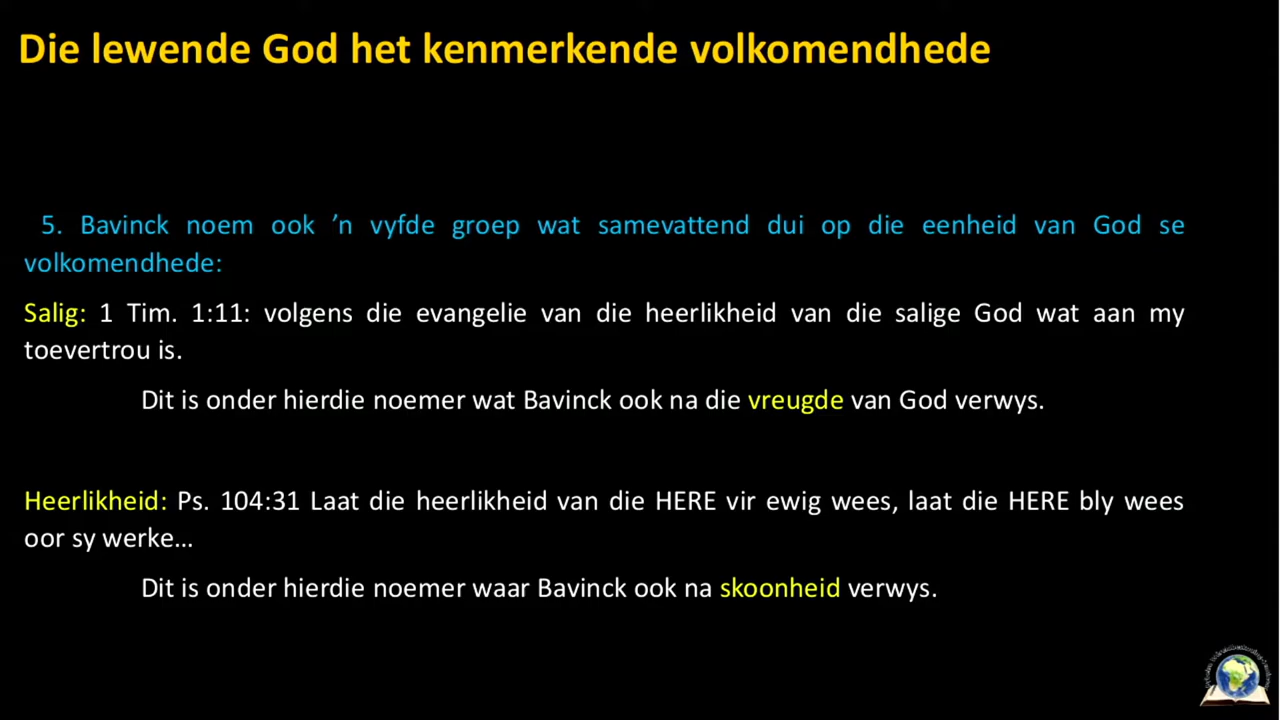 Die lewende God het kenmerkende volkomendhede
5. Bavinck noem ook ’n vyfde groep wat samevattend dui op die eenheid van God se
volkomendhede:
Salig: 1 Tim. 1:11: volgens die evangelie van die heerlikheid van die salige God wat aan my
toevertrou is.
Dit is onder hierdie noemer wat Bavinck ook na die vreugde van God verwys.
Heerlikheid: Ps. 104:31 Laat die heerlikheid van die HERE vir ewig wees, laat die HERE bly wees
oor sy werke…
Dit is onder hierdie noemer waar Bavinck ook na skoonheid verwys.